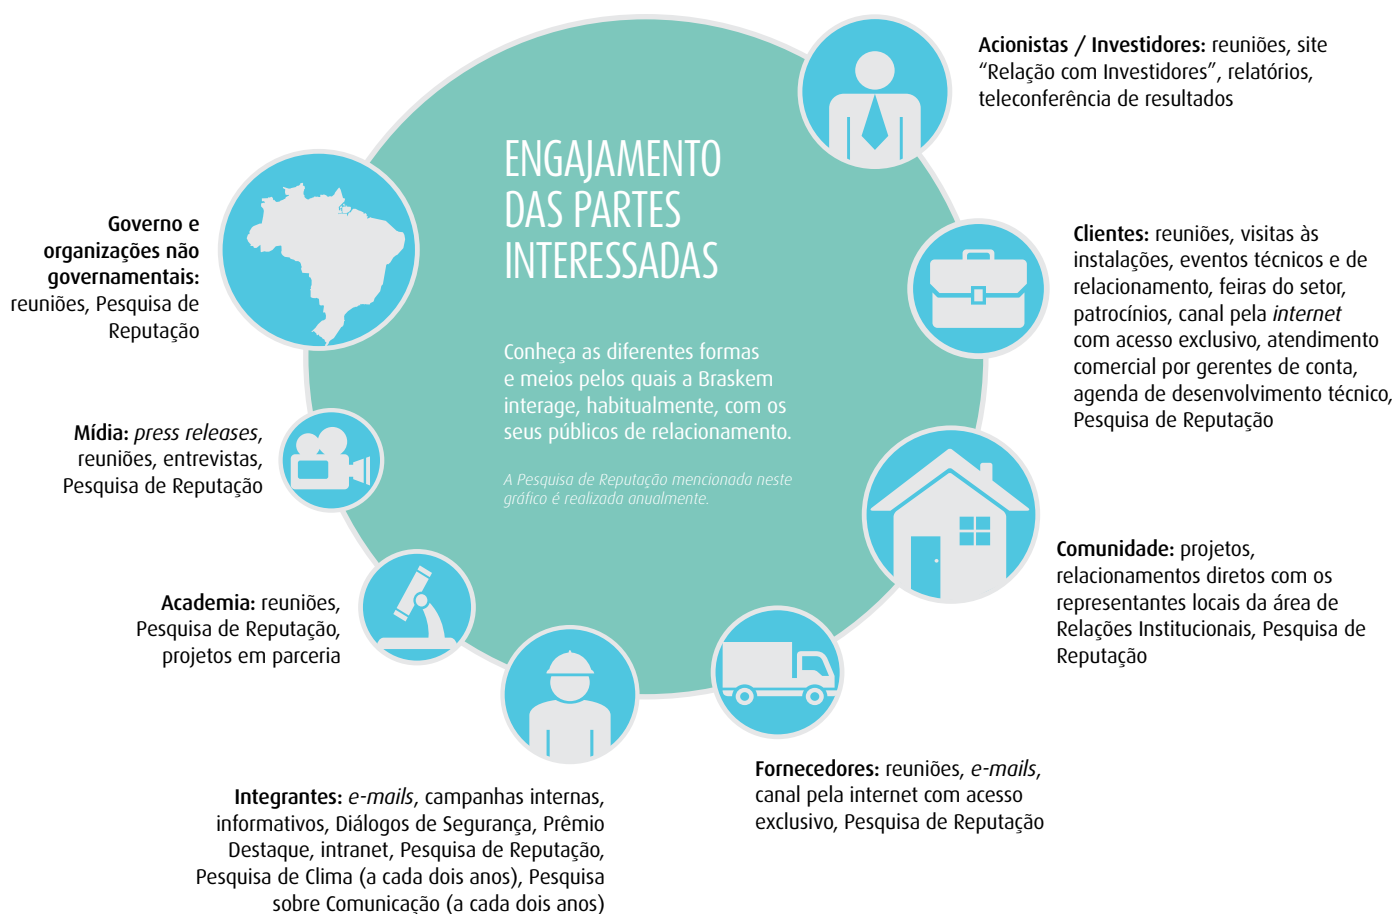 ENGAJAMENTO
DAS PARTES
INTERESSADAS
Conheça as diferentes formas
e meios pelos quais a Braskem
interage, habitualmente, com os
seus públicos de relacionamento.
A Pesquisa de Reputação mencionada neste
gráfico é realizada anualmente.
Acionistas / Investidores: reuniões, site
“Relação com Investidores”, relatórios,
teleconferência de resultados
Clientes: reuniões, visitas às
instalações, eventos técnicos e de
relacionamento, feiras do setor,
patrocínios, canal pela internet
com acesso exclusivo, atendimento
comercial por gerentes de conta,
agenda de desenvolvimento técnico,
Pesquisa de Reputação
Comunidade: projetos,
relacionamentos diretos com os
representantes locais da área de
Relações Institucionais, Pesquisa de
Reputação
Fornecedores: reuniões, e-mails,
canal pela internet com acesso
exclusivo, Pesquisa de Reputação
Integrantes: e-mails, campanhas internas,
informativos, Diálogos de Segurança, Prêmio
Destaque, intranet, Pesquisa de Reputação,
Pesquisa de Clima (a cada dois anos), Pesquisa
sobre Comunicação (a cada dois anos)
Academia: reuniões,
Pesquisa de Reputação,
projetos em parceria
Mídia: press releases,
reuniões, entrevistas,
Pesquisa de Reputação
Governo e
organizações não
governamentais:
reuniões, Pesquisa de
Reputação